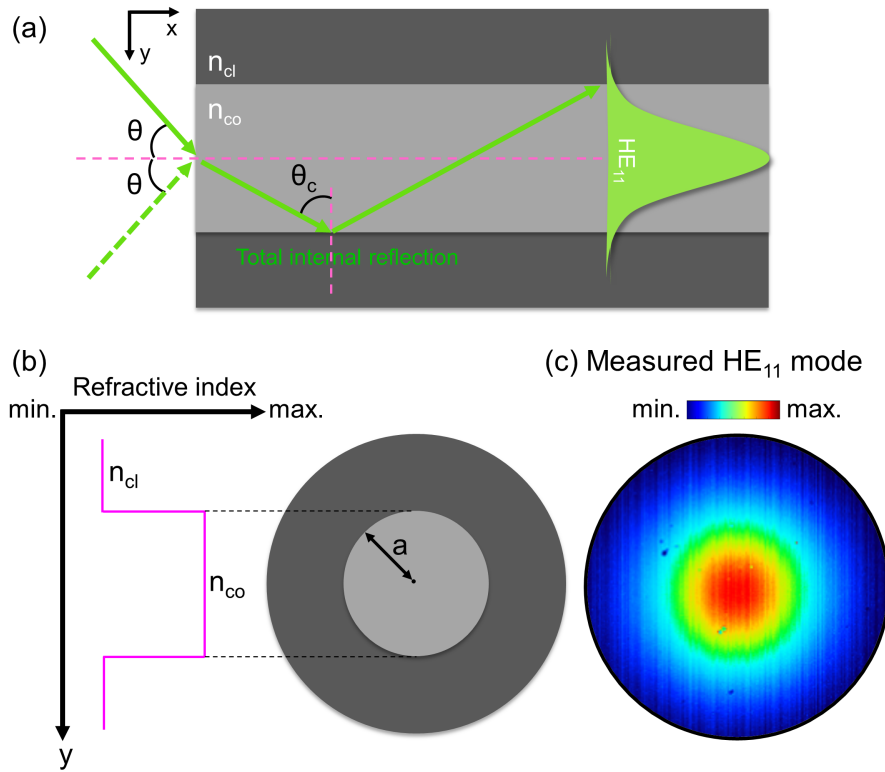 (a)
x
y
n_cl
n_co
θ
θ
θ_c
HE_11
Total internal reflection
(b)
(c) Measured HE_11 mode
Refractive index
min.
max.
min.
max.
n_cl
a
n_co
y